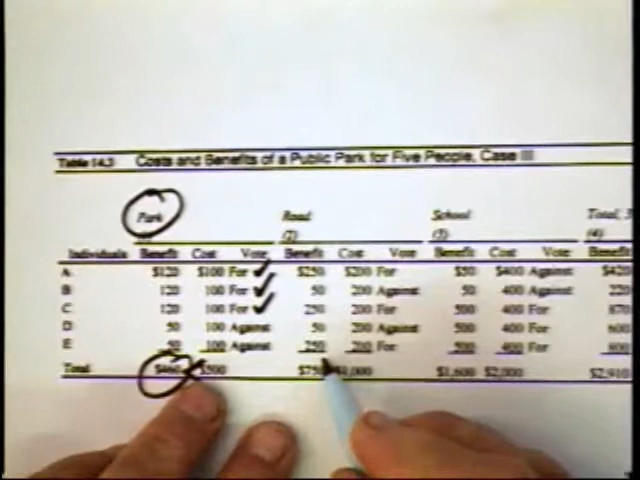 Table 14.3 Costs and Benefits of a Public Park for Five People, Case III
Park Road School Total, 3
(2) (3) (4)
Individuals Benefit Cost Vote Benefit Cost Vote Benefit Cost Vote Benefit
A $120 $100 For $250 $200 For $50 $400 Against $420
B 120 100 For 50 200 Against 50 400 Against 220
C 120 100 For 250 200 For 500 400 For 870
D 50 100 Against 50 200 Against 500 400 For 600
E 50 100 Against 250 200 For 500 400 For 800
Total $460 $500 $750 $1,000 $1,600 $2,000 $2,910